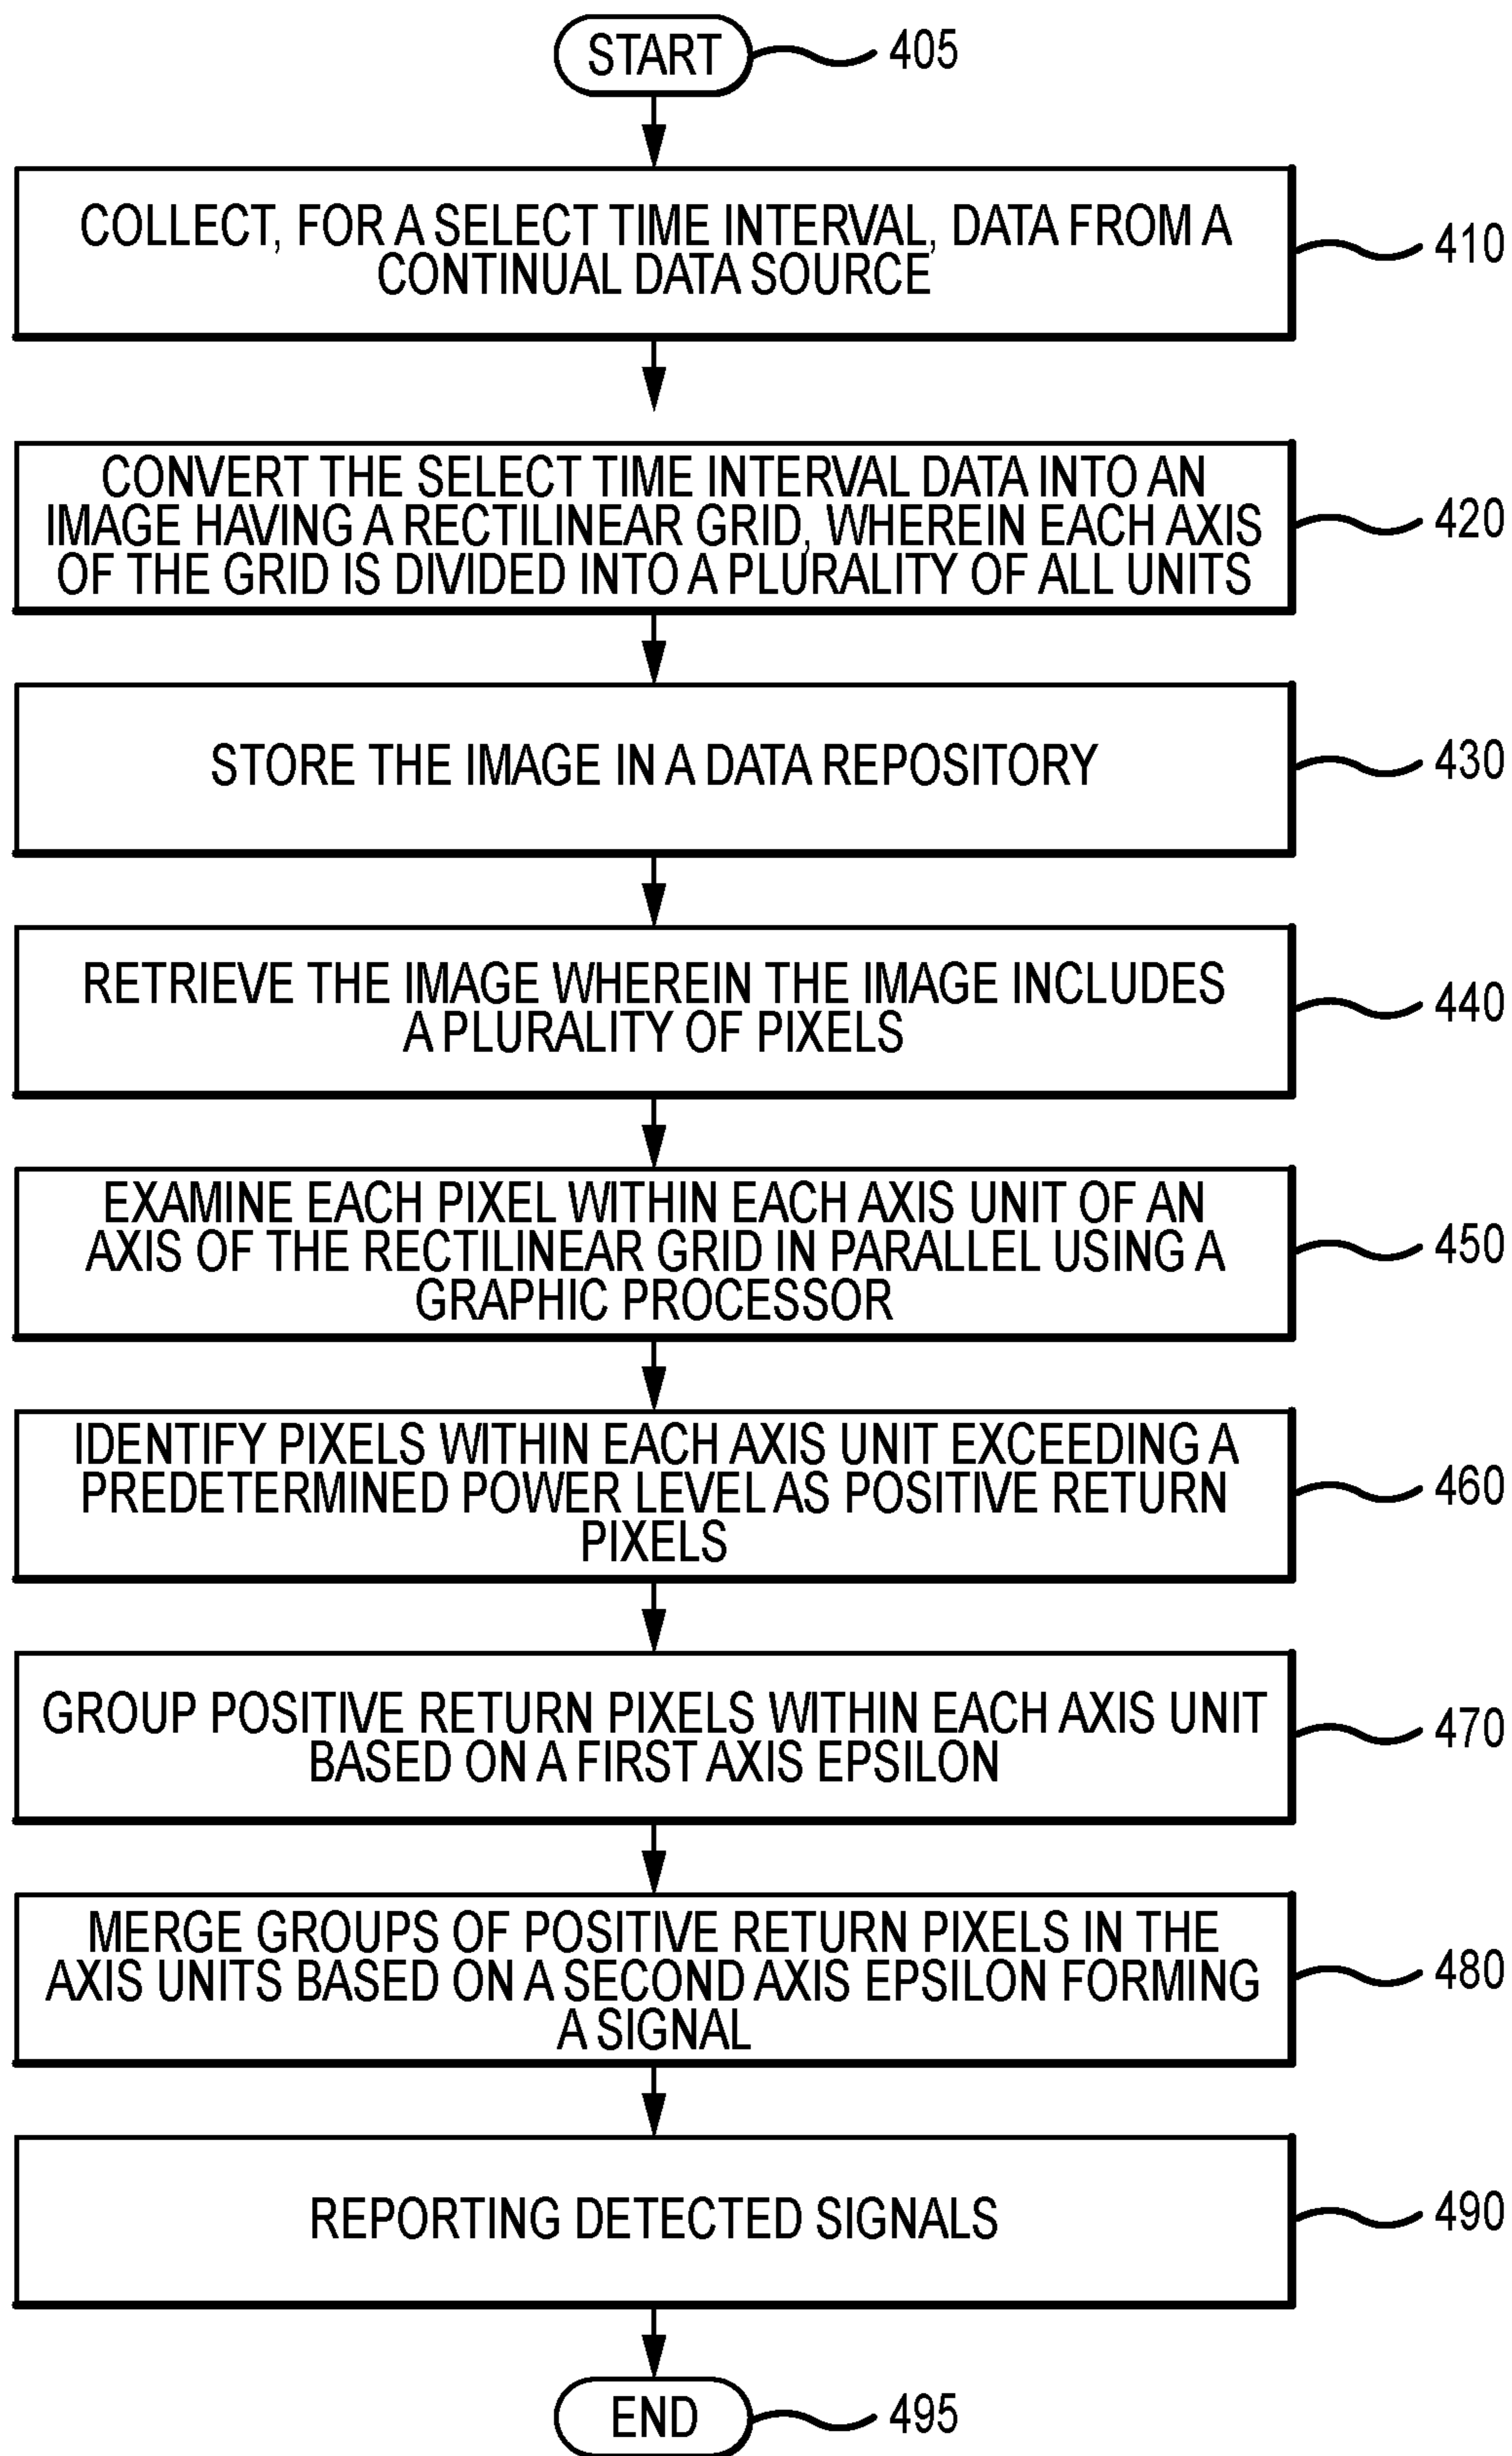 START
405
COLLECT, FOR A SELECT TIME INTERVAL, DATA FROM A
CONTINUAL DATA SOURCE
410
CONVERT THE SELECT TIME INTERVAL DATA INTO AN
IMAGE HAVING A RECTILINEAR GRID, WHEREIN EACH AXIS
OF THE GRID IS DIVIDED INTO A PLURALITY OF ALL UNITS
420
STORE THE IMAGE IN A DATA REPOSITORY
430
RETRIEVE THE IMAGE WHEREIN THE IMAGE INCLUDES
A PLURALITY OF PIXELS
440
EXAMINE EACH PIXEL WITHIN EACH AXIS UNIT OF AN
AXIS OF THE RECTILINEAR GRID IN PARALLEL USING A
GRAPHIC PROCESSOR
450
IDENTIFY PIXELS WITHIN EACH AXIS UNIT EXCEEDING A
PREDETERMINED POWER LEVEL AS POSITIVE RETURN
PIXELS
460
GROUP POSITIVE RETURN PIXELS WITHIN EACH AXIS UNIT
BASED ON A FIRST AXIS EPSILON
470
MERGE GROUPS OF POSITIVE RETURN PIXELS IN THE
AXIS UNITS BASED ON A SECOND AXIS EPSILON FORMING
A SIGNAL
480
REPORTING DETECTED SIGNALS
490
END
495